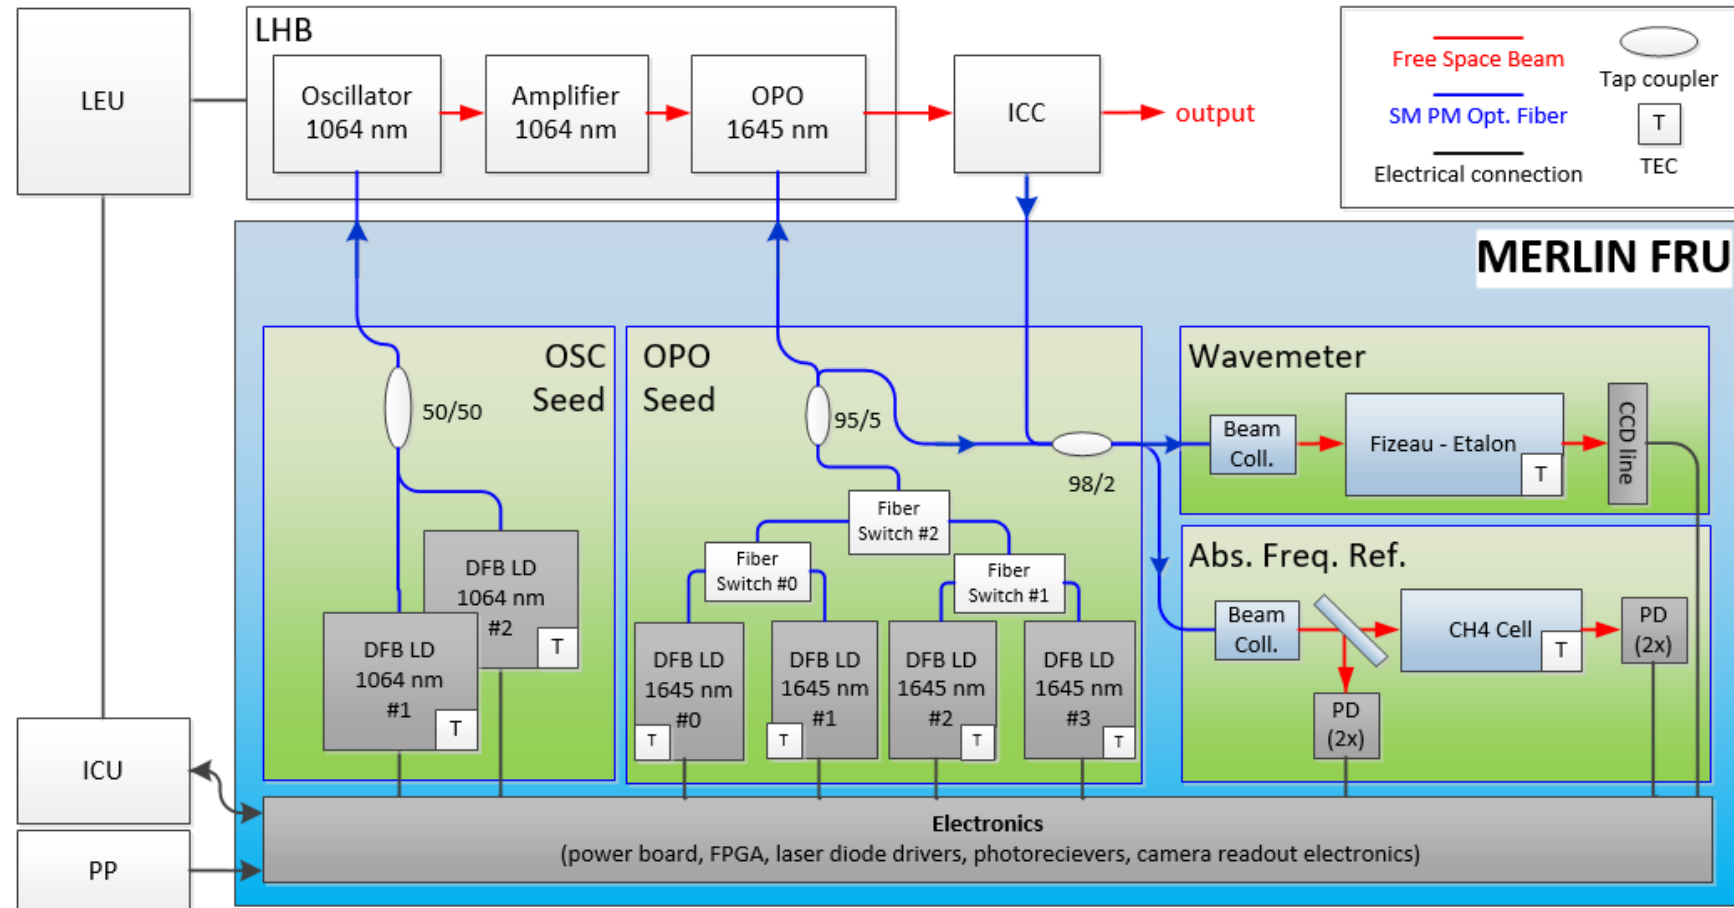 LHB
LEU
Oscillator
1064 nm
Amplifier
1064 nm
OPO
1645 nm
ICC
output
Free Space Beam
SM PM Opt. Fiber
Electrical connection
Tap coupler
T
TEC
MERLIN FRU
OSC
Seed
50/50
DFB LD
1064 nm
#2
T
DFB LD
1064 nm
#1
T
OPO
Seed
95/5
98/2
Fiber
Switch #2
Fiber
Switch #0
Fiber
Switch #1
DFB LD
1645 nm
#0
T
DFB LD
1645 nm
#1
T
DFB LD
1645 nm
#2
T
DFB LD
1645 nm
#3
T
Wavemeter
Beam
Coll.
Fizeau - Etalon
T
CCD line
Abs. Freq. Ref.
Beam
Coll.
CH4 Cell
T
PD
(2x)
PD
(2x)
ICU
PP
Electronics
(power board, FPGA, laser diode drivers, photorecievers, camera readout electronics)